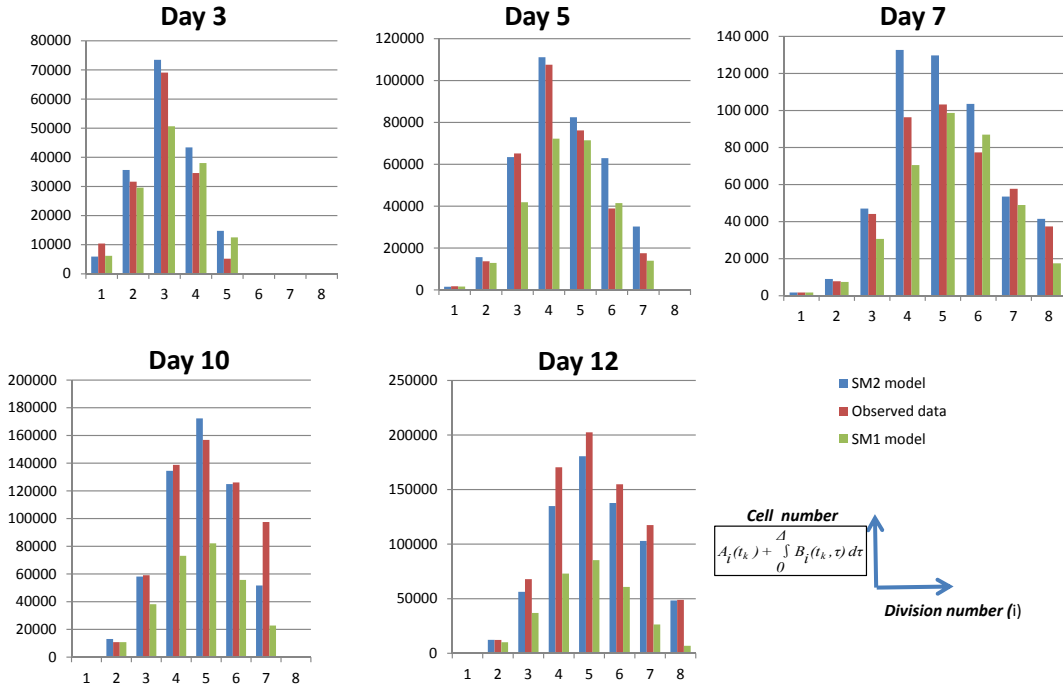 Day 3
80000
70000
60000
50000
40000
30000
20000
10000
0
1 2 3 4 5 6 7 8
Day 5
120000
100000
80000
60000
40000
20000
0
1 2 3 4 5 6 7 8
Day 7
140 000
120 000
100 000
80 000
60 000
40 000
20 000
0
1 2 3 4 5 6 7 8
Day 10
200000
180000
160000
140000
120000
100000
80000
60000
40000
20000
0
1 2 3 4 5 6 7 8
Day 12
250000
200000
150000
100000
50000
0
1 2 3 4 5 6 7 8
SM2 model
Observed data
SM1 model
Cell number
A_i(t_k) + ∫_0^Δ B_i(t_k,τ) dτ
Division number (i)